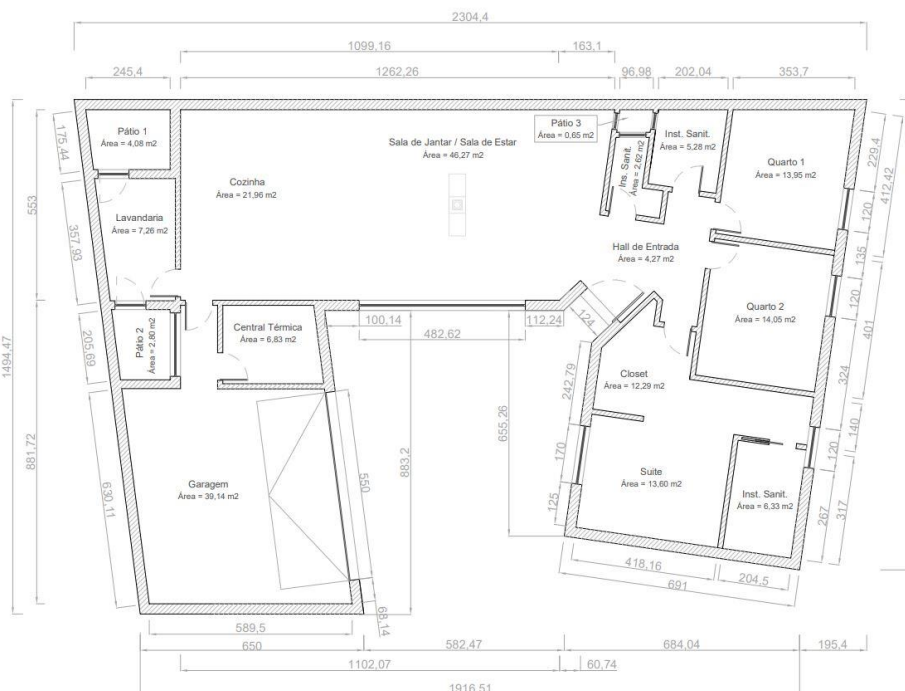 2304,4
1099,16
163,1
245,4
1262,26
96,98
202,04
353,7
Pátio 1
Área = 4,08 m2
Pátio 3
Área = 0,65 m2
Inst. Sanit.
Área = 5,28 m2
Sala de Jantar / Sala de Estar
Área = 46,27 m2
Ins. Sanit.
Área = 2,62 m2
Quarto 1
Área = 13,95 m2
175,44
229,4
412,42
Cozinha
Área = 21,96 m2
553
Lavandaria
Área = 7,26 m2
357,93
120
135
Hall de Entrada
Área = 4,27 m2
120
401
Quarto 2
Área = 14,05 m2
1494,47
Pátio 2
Área = 2,80 m2
205,69
Central Térmica
Área = 6,83 m2
100,14
482,62
112,24
124
324
242,79
Closet
Área = 12,29 m2
140
120
655,26
883,2
881,72
630,11
Garagem
Área = 39,14 m2
550
170
125
Suite
Área = 13,60 m2
Inst. Sanit.
Área = 6,33 m2
267
317
418,16
204,5
691
68,14
589,5
650
582,47
684,04
195,4
1102,07
60,74
1916,51